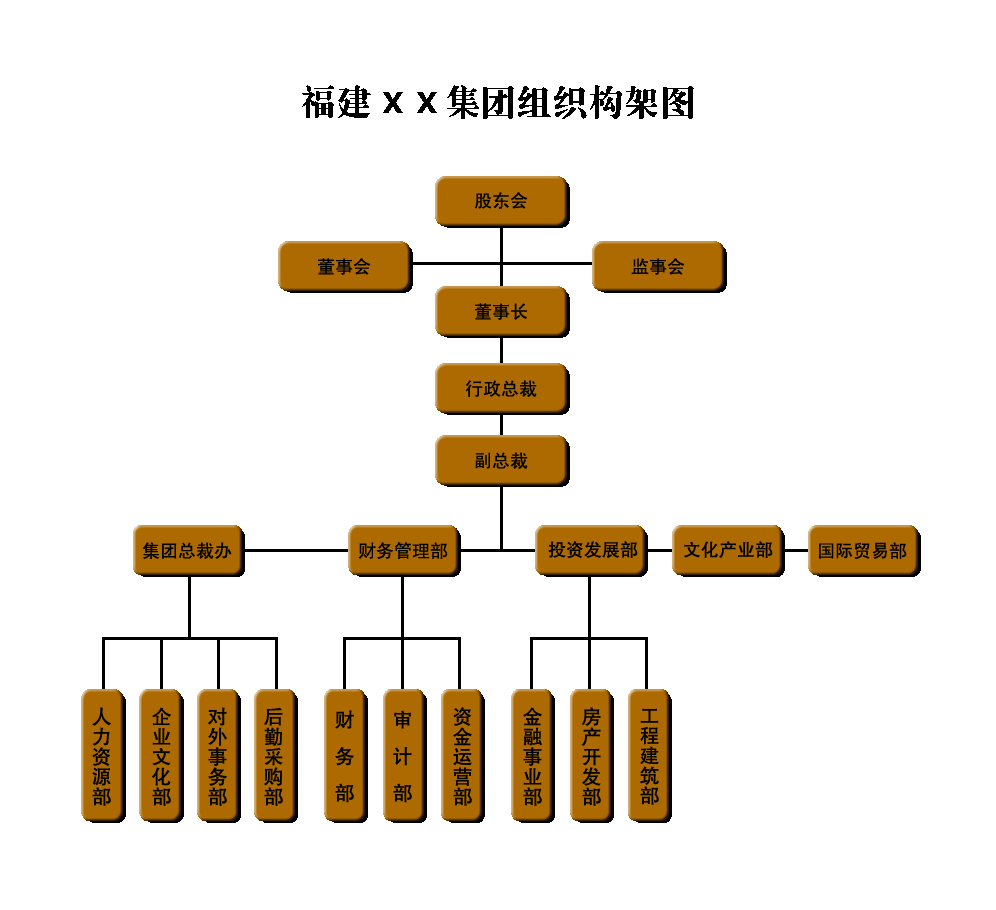 福建XX集团组织构架图
股东会
董事会
监事会
董事长
行政总裁
副总裁
集团总裁办
财务管理部
投资发展部
文化产业部
国际贸易部
人力资源部
企业文化部
对外事务部
后勤采购部
财务部
审计部
资金运营部
金融事业部
房产开发部
工程建筑部